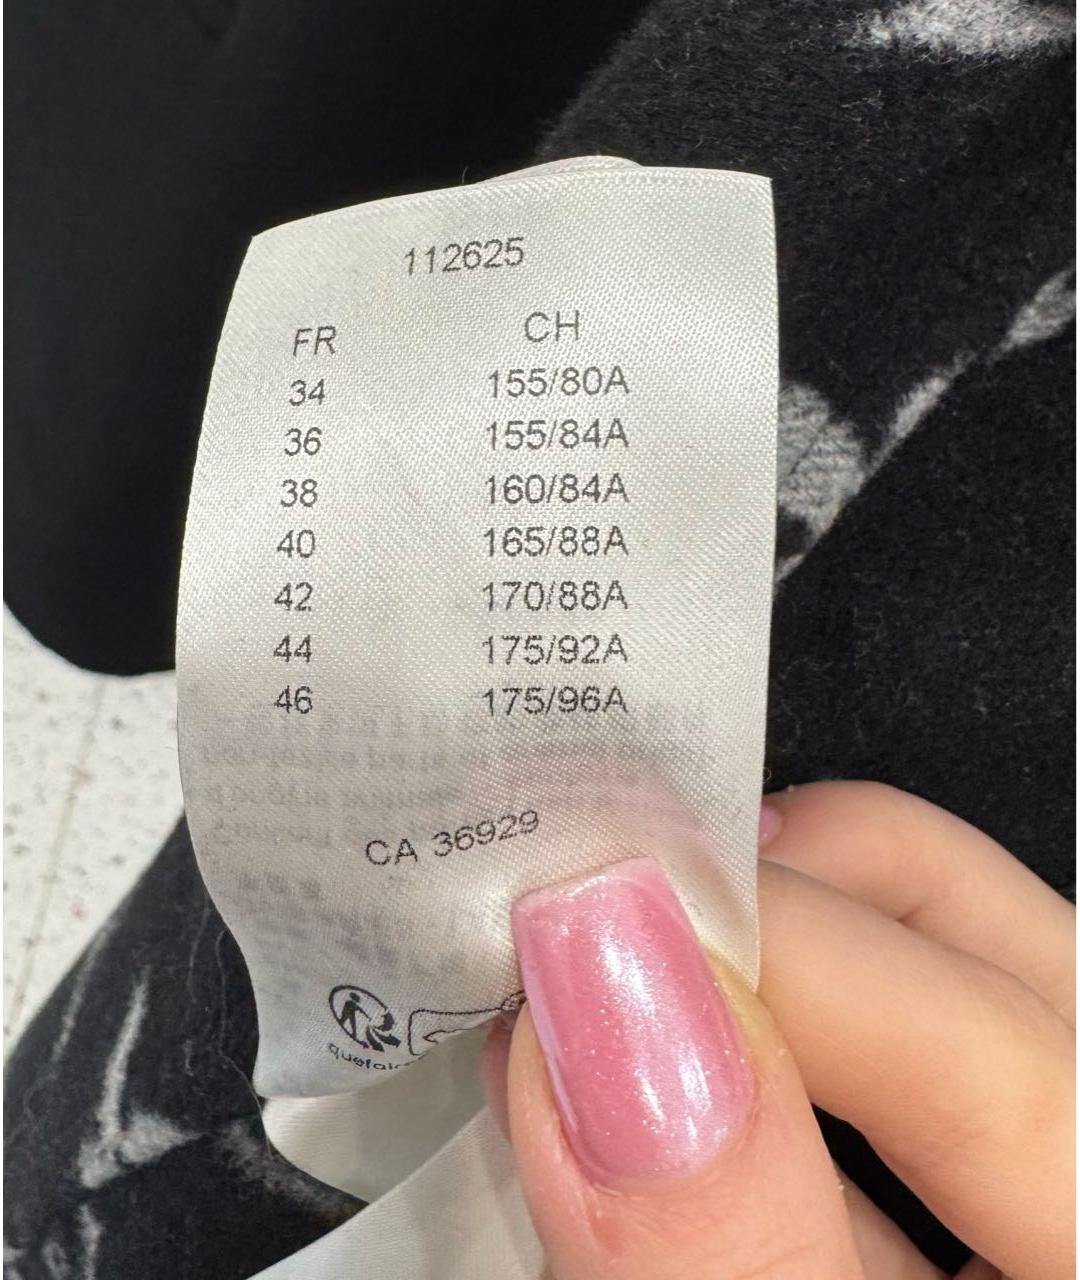 112625
FR CH
34 155/80A
36 155/84A
38 160/84A
40 165/88A
42 170/88A
44 175/92A
46 175/96A
CA 36929